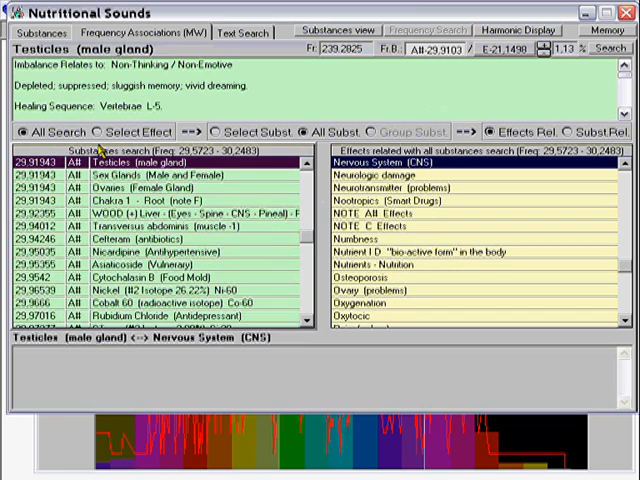 Nutritional Sounds
Substances
Frequency Associations (MW)
Text Search
Substances view
Frequency Search
Harmonic Display
Memory
Testicles (male gland)
Fr: 239.2825
Fr.B.: A#-29,9103 / E-21,1498
1,13 %
Search
Imbalance Relates to: Non-Thinking / Non-Emotive
Depleted; suppressed; sluggish memory; vivid dreaming.
Healing Sequence: Vertebrae L-5.
All Search Select Effect ==> Select Subst. All Subst. Group Subst. ==> Effects Rel. Subst.Rel.
Substances search (Freq: 29,5723 - 30,2483)
29,91943 A# Testicles (male gland)
29,91943 A# Sex Glands (Male and Female)
29,91943 A# Ovaries (Female Gland)
29,91943 A# Chakra 1 - Root (note F)
29,92355 A# WOOD (+) Liver - (Eyes - Spine - CNS - Pineal) - F
29,94012 A# Transversus abdominis (muscle -1)
29,94246 A# Cefteram (antibiotics)
29,95035 A# Nicardipine (Antihypertensive)
29,95355 A# Asiaticoside (Vulnerary)
29,9542 A# Cytochalasin B (Food Mold)
29,96539 A# Nickel (#2 Isotope 26.22%) Ni-60
29,9666 A# Cobalt 60 (radioactive isotope) Co-60
29,97016 A# Rubidium Chloride (Antidepressant)
Effects related with all substances search (Freq: 29,5723 - 30,2483)
Nervous System (CNS)
Neurologic damage
Neurotransmitter (problems)
Nootropics (Smart Drugs)
NOTE A# Effects
NOTE C Effects
Numbness
Nutrient I D "bio-active form" in the body
Nutrients - Nutrition
Osteoporosis
Ovary (problems)
Oxygenation
Oxytocic
Testicles (male gland) <-> Nervous System (CNS)